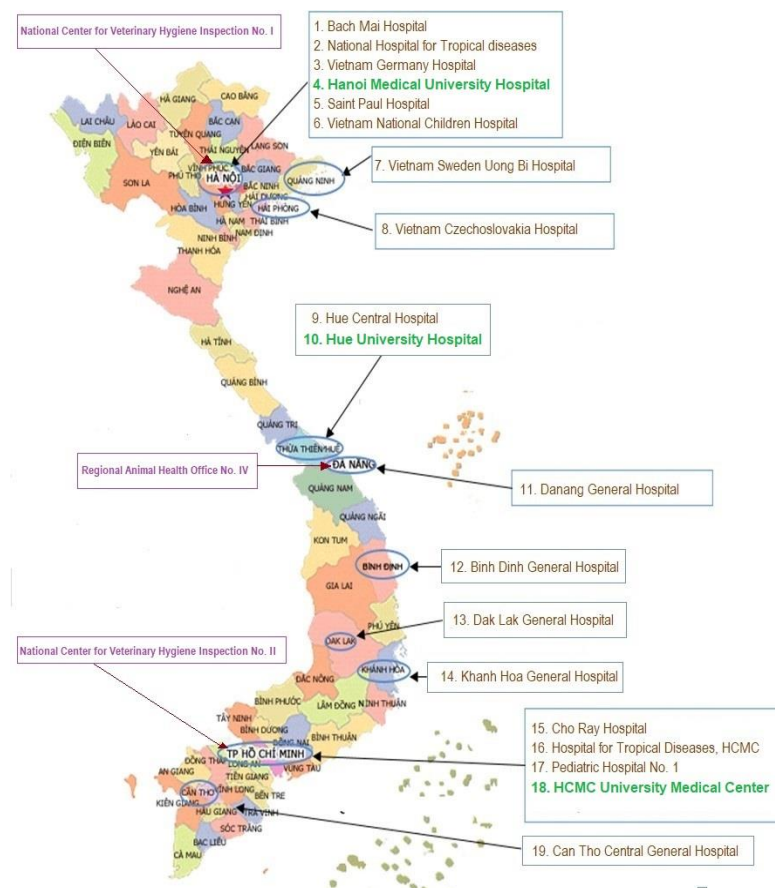 National Center for Veterinary Hygiene Inspection No. I
1. Bach Mai Hospital
2. National Hospital for Tropical diseases
3. Vietnam Germany Hospital
4. Hanoi Medical University Hospital
5. Saint Paul Hospital
6. Vietnam National Children Hospital
7. Vietnam Sweden Uong Bi Hospital
8. Vietnam Czechoslovakia Hospital
HÀ GIANG
CAO BẰNG
LAI CHÂU
LÀO CAI
BẮC CẠN
TUYÊN QUANG
ĐIỆN BIÊN
YÊN BÁI
THÁI NGUYÊN
LẠNG SƠN
VĨNH PHÚC
PHÚ THỌ
BẮC GIANG
SƠN LA
HÀ NỘI
BẮC NINH
QUẢNG NINH
HẢI DƯƠNG
HÒA BÌNH
HƯNG YÊN
HẢI PHÒNG
HÀ NAM
THÁI BÌNH
NINH BÌNH
NAM ĐỊNH
THANH HÓA
NGHỆ AN
9. Hue Central Hospital
10. Hue University Hospital
HÀ TĨNH
QUẢNG BÌNH
QUẢNG TRỊ
THỪA THIÊN/HUẾ
Regional Animal Health Office No. IV
ĐÀ NẴNG
11. Danang General Hospital
QUẢNG NAM
QUẢNG NGÃI
KON TUM
BÌNH ĐỊNH
12. Binh Dinh General Hospital
GIA LAI
13. Dak Lak General Hospital
PHÚ YÊN
DAK LAK
National Center for Veterinary Hygiene Inspection No. II
KHÁNH HÒA
14. Khanh Hoa General Hospital
ĐẮC NÔNG
BÌNH PHƯỚC
LÂM ĐỒNG
NINH THUẬN
TÂY NINH
BÌNH DƯƠNG
ĐỒNG NAI
BÌNH THUẬN
15. Cho Ray Hospital
16. Hospital for Tropical Diseases, HCMC
17. Pediatric Hospital No. 1
18. HCMC University Medical Center
TP HỒ CHÍ MINH
LONG AN
VŨNG TÀU
AN GIANG
TIỀN GIANG
CẦN THƠ
VĨNH LONG
BẾN TRE
KIÊN GIANG
HẬU GIANG
TRÀ VINH
SÓC TRĂNG
BẠC LIÊU
CÀ MAU
19. Can Tho Central General Hospital